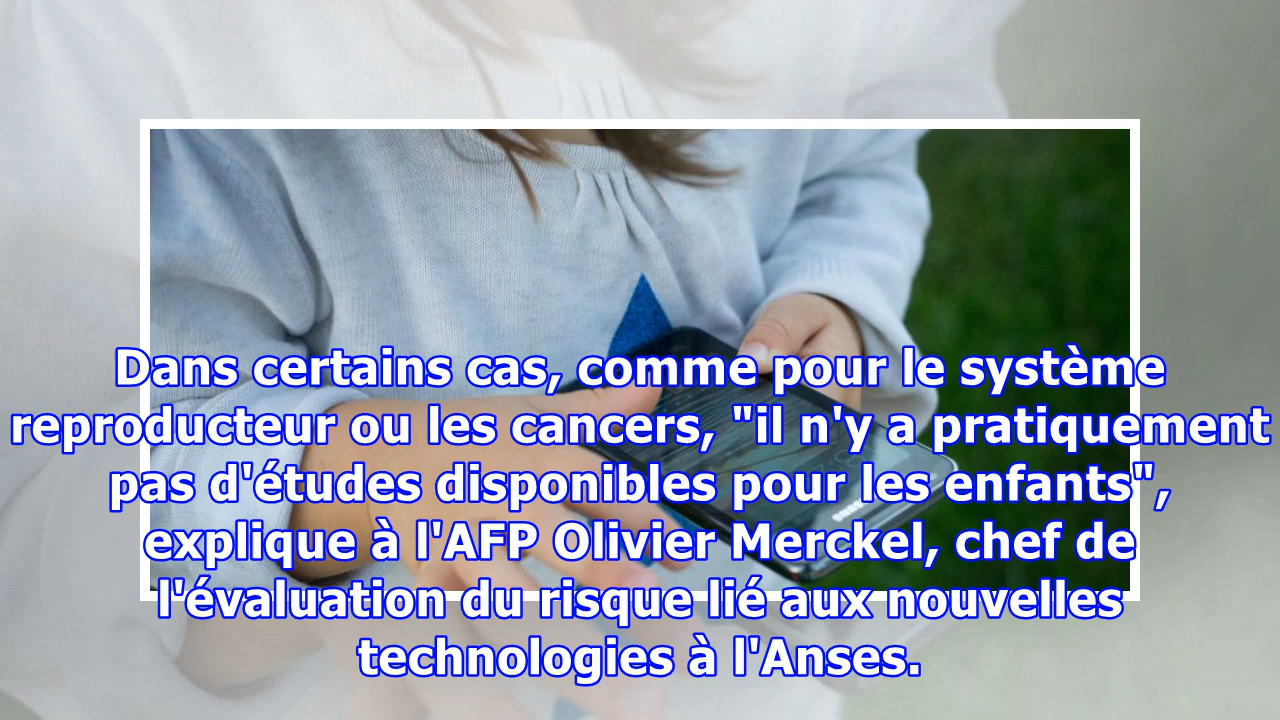 Dans certains cas, comme pour le système
reproducteur ou les cancers, "il n'y a pratiquement
pas d'études disponibles pour les enfants",
explique à l'AFP Olivier Merckel, chef de
l'évaluation du risque lié aux nouvelles
technologies à l'Anses.